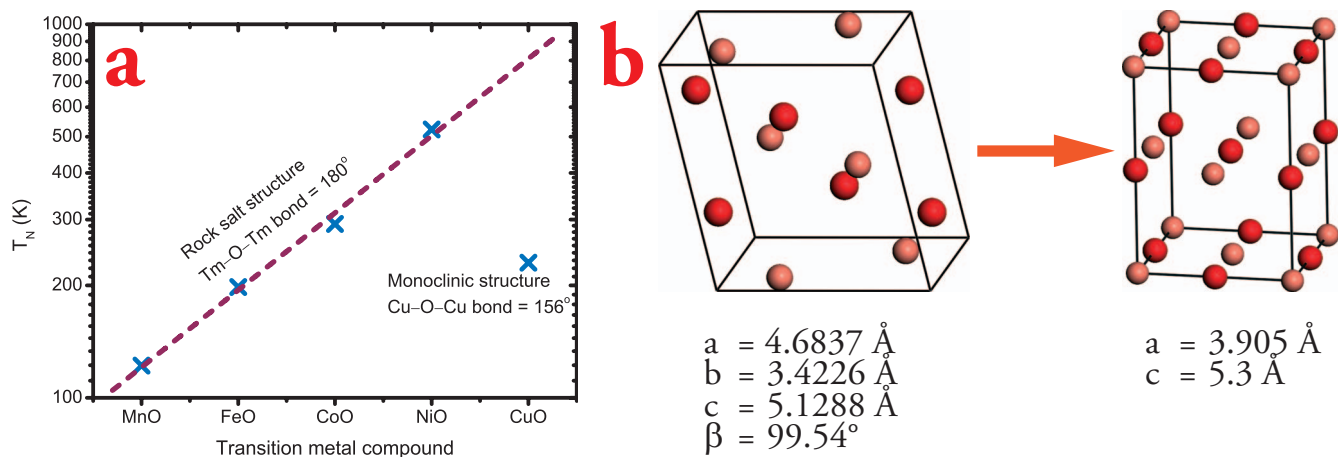 a
1000
900
800
700
600
500
400
300
200
100
T_N (K)
Rock salt structure
Tm–O–Tm bond = 180°
Monoclinic structure
Cu–O–Cu bond = 156°
MnO FeO CoO NiO CuO
Transition metal compound
b
a = 4.6837 Å
b = 3.4226 Å
c = 5.1288 Å
β = 99.54°
a = 3.905 Å
c = 5.3 Å